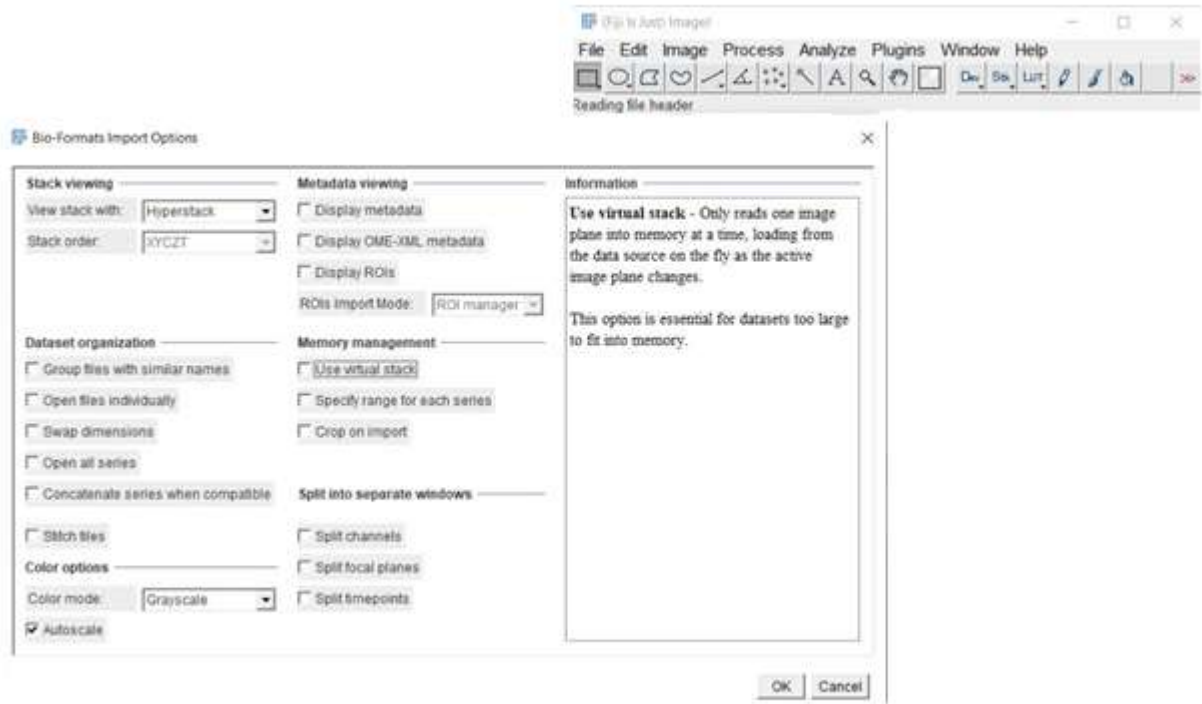 (Fiji Is Just) ImageJ
File Edit Image Process Analyze Plugins Window Help
Dev Stk LUT >>
Reading file header
Bio-Formats Import Options
Stack viewing
View stack with: Hyperstack
Stack order: XYCZT
Metadata viewing
Display metadata
Display OME-XML metadata
Display ROIs
ROIs Import Mode: ROI manager
Information
Use virtual stack - Only reads one image
plane into memory at a time, loading from
the data source on the fly as the active
image plane changes.
This option is essential for datasets too large
to fit into memory.
Dataset organization
Group files with similar names
Open files individually
Swap dimensions
Open all series
Concatenate series when compatible
Stitch tiles
Memory management
Use virtual stack
Specify range for each series
Crop on import
Split into separate windows
Split channels
Split focal planes
Split timepoints
Color options
Color mode: Grayscale
Autoscale
OK Cancel